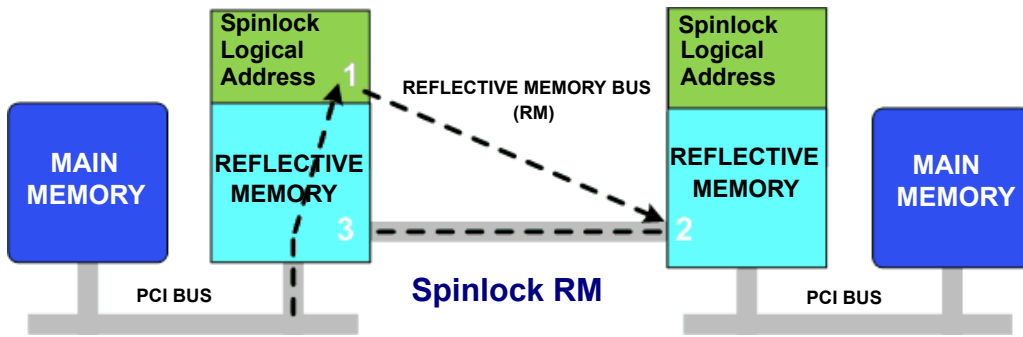 Spinlock
Logical
Address
1
Spinlock
Logical
Address
REFLECTIVE MEMORY BUS
(RM)
MAIN
MEMORY
REFLECTIVE
MEMORY
REFLECTIVE
MEMORY
MAIN
MEMORY
3
2
PCI BUS
Spinlock RM
PCI BUS